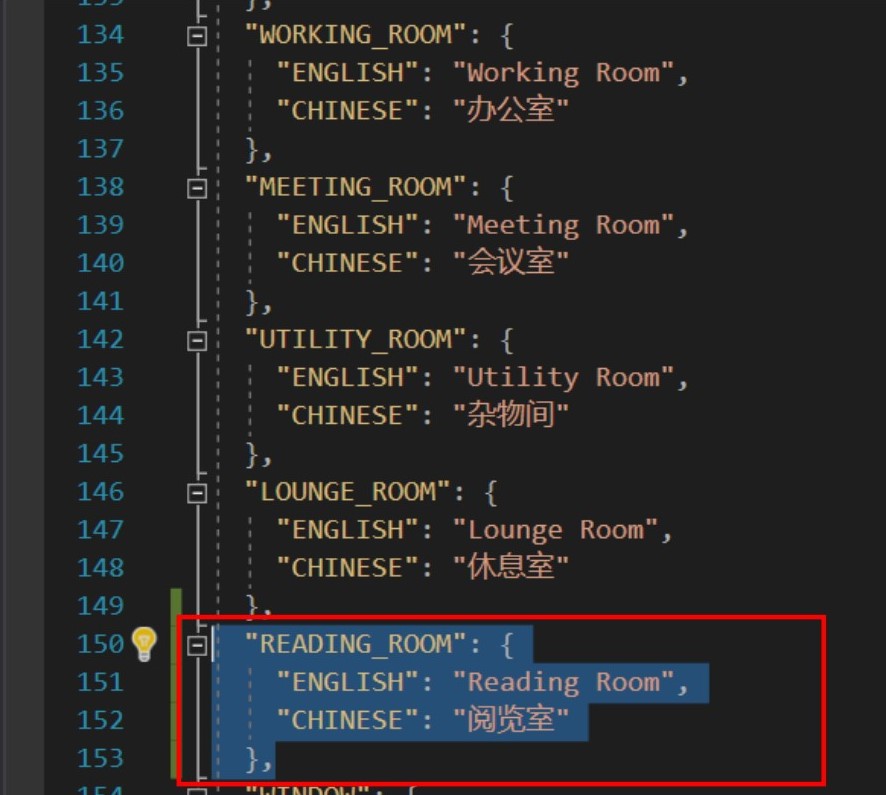 133 },
134 "WORKING_ROOM": {
135 "ENGLISH": "Working Room",
136 "CHINESE": "办公室"
137 },
138 "MEETING_ROOM": {
139 "ENGLISH": "Meeting Room",
140 "CHINESE": "会议室"
141 },
142 "UTILITY_ROOM": {
143 "ENGLISH": "Utility Room",
144 "CHINESE": "杂物间"
145 },
146 "LOUNGE_ROOM": {
147 "ENGLISH": "Lounge Room",
148 "CHINESE": "休息室"
149 },
150 "READING_ROOM": {
151 "ENGLISH": "Reading Room",
152 "CHINESE": "阅览室"
153 },
154 "WINDOW": {